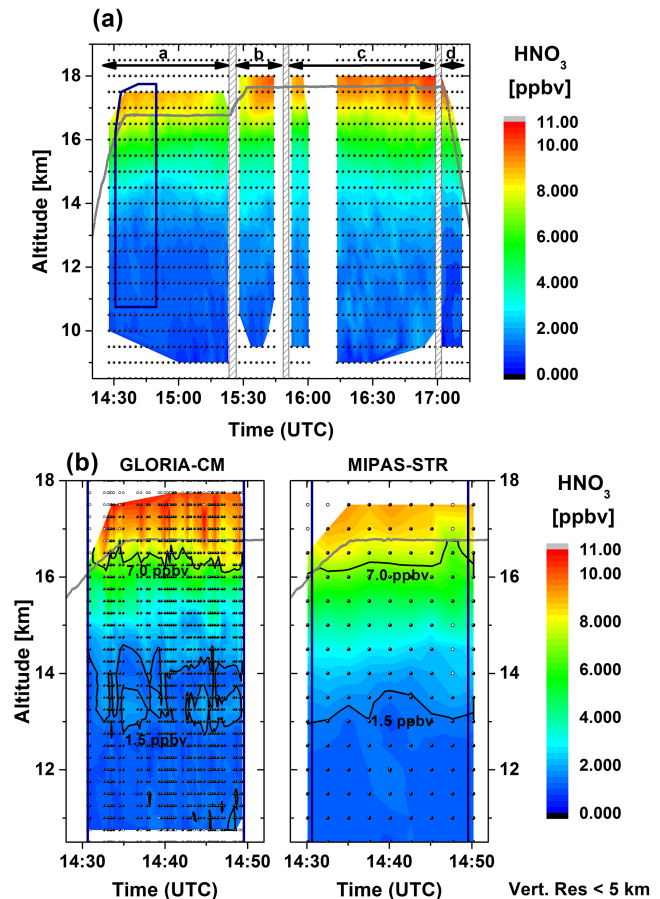 (a)
a b c d
HNO3
[ppbv]
18
17
16
14
13
12
11
10
Altitude [km]
14:30 15:00 15:30 16:00 16:30 17:00
Time (UTC)
11.00
10.00
8.000
6.000
4.000
2.000
0.000
(b) GLORIA-CM MIPAS-STR
HNO3
[ppbv]
18 18
16 16
14 14
12 12
Altitude [km]
7.0 ppbv 7.0 ppbv
1.5 ppbv 1.5 ppbv
11.00
10.00
8.000
6.000
4.000
2.000
0.000
14:30 14:40 14:50 14:30 14:40 14:50
Time (UTC) Time (UTC) Vert. Res < 5 km